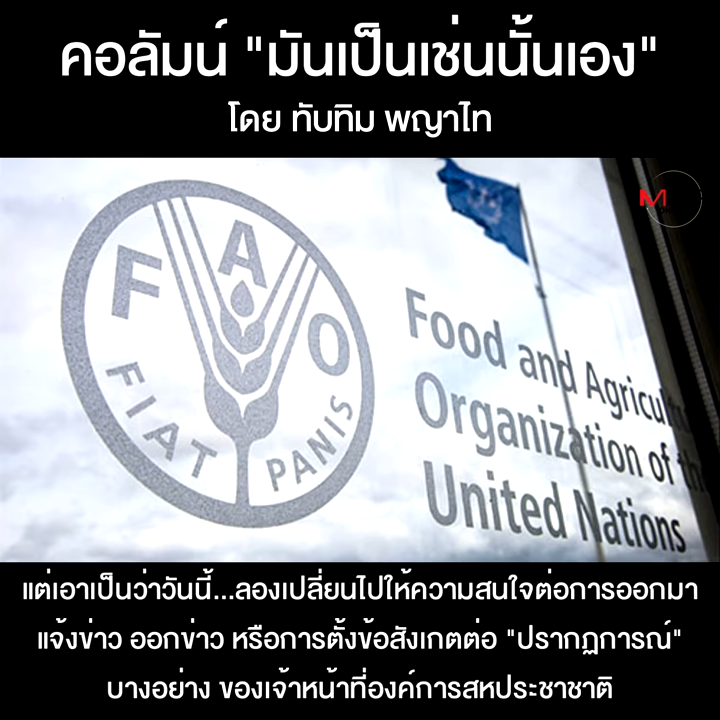 คอลัมน์ "มันเป็นเช่นนั้นเอง"
โดย ทับทิม พญาไท
M
FAO
FIAT PANIS
Food and Agricultu
Organization of th
United Nations
แต่เอาเป็นว่าวันนี้...ลองเปลี่ยนไปให้ความสนใจต่อการออกมา
แจ้งข่าว ออกข่าว หรือการตั้งข้อสังเกตต่อ "ปรากฏการณ์"
บางอย่าง ของเจ้าหน้าที่องค์การสหประชาชาติ